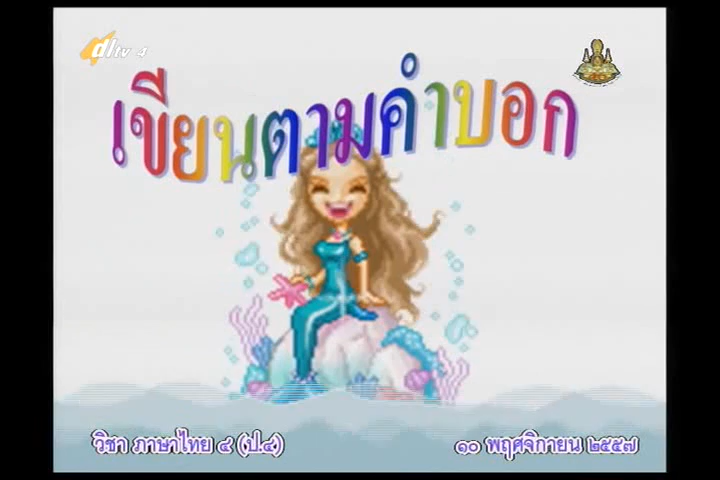 dltv 4
เขียนตามคำบอก
วิชา ภาษาไทย ๔ (ป.๔)
๑๐ พฤศจิกายน ๒๕๕๗